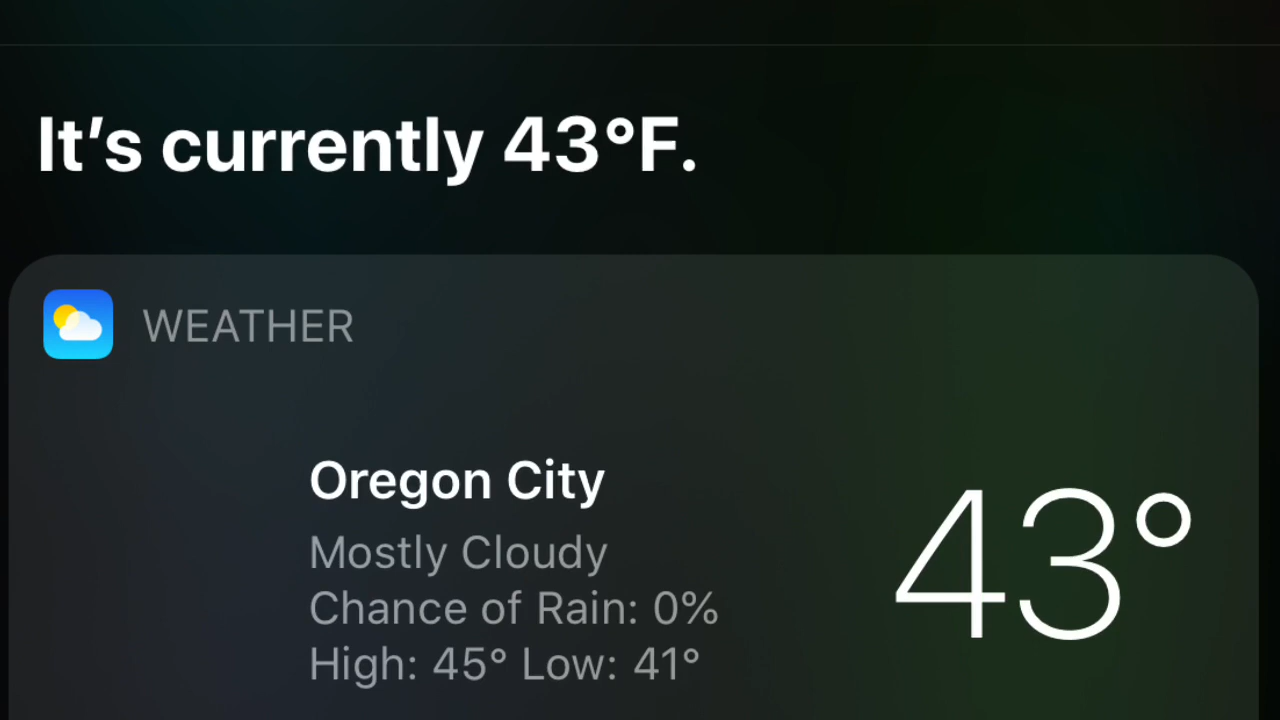 It’s currently 43°F.
WEATHER
Oregon City
43°
Mostly Cloudy
Chance of Rain: 0%
High: 45° Low: 41°